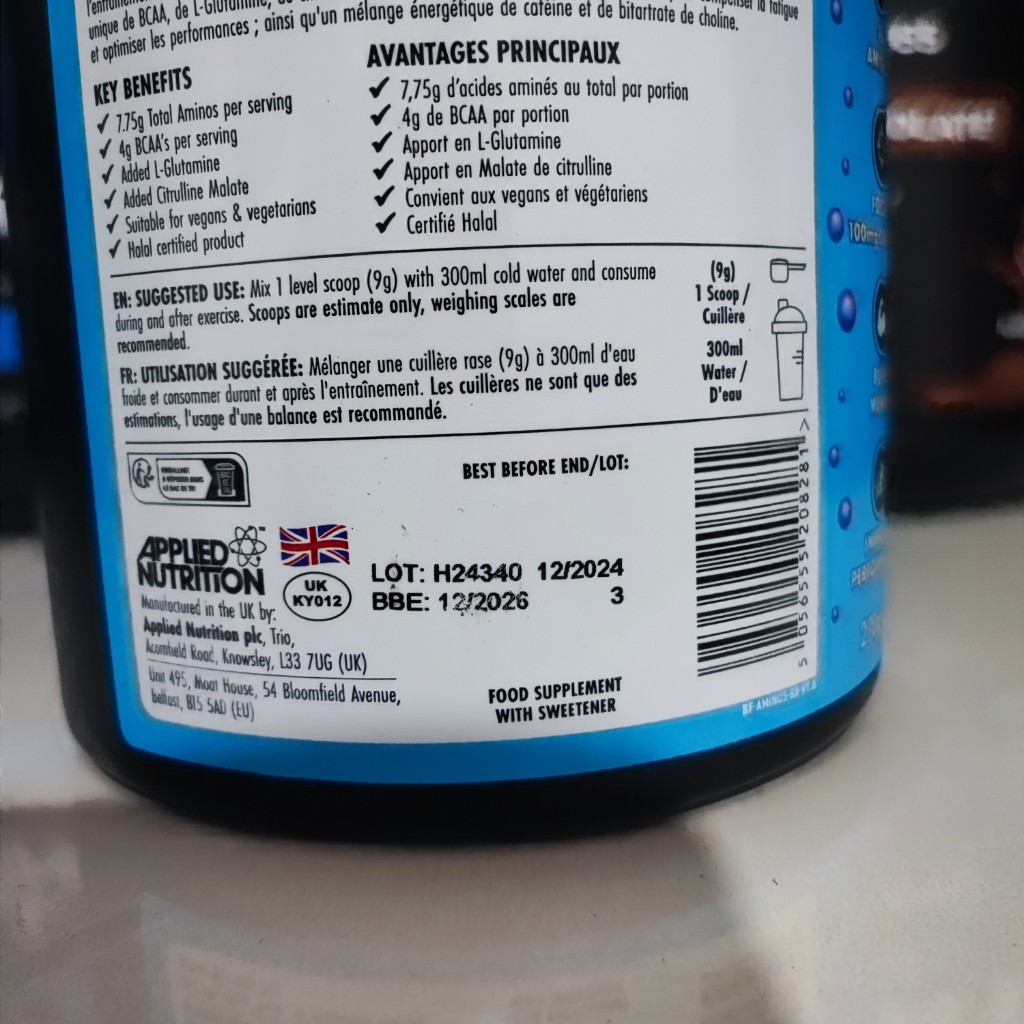 unique de BCAA, de L-Glutamine,
et optimiser les performances ; ainsi qu'un mélange énergétique de caféine et de bitartrate de choline.
la fatigue
KEY BENEFITS
✓ 7.75g Total Aminos per serving
✓ 4g BCAA's per serving
✓ Added L-Glutamine
✓ Added Citrulline Malate
✓ Suitable for vegans & vegetarians
✓ Halal certified product
AVANTAGES PRINCIPAUX
✓ 7,75g d'acides aminés au total par portion
✓ 4g de BCAA par portion
✓ Apport en L-Glutamine
✓ Apport en Malate de citrulline
✓ Convient aux vegans et végétariens
✓ Certifié Halal
EN: SUGGESTED USE: Mix 1 level scoop (9g) with 300ml cold water and consume
during and after exercise. Scoops are estimate only, weighing scales are
recommended.
FR: UTILISATION SUGGÉRÉE: Mélanger une cuillère rase (9g) à 300ml d'eau
froide et consommer durant et après l'entraînement. Les cuillères ne sont que des
estimations, l'usage d'une balance est recommandé.
(9g)
1 Scoop /
Cuillère
300ml
Water /
D'eau
BEST BEFORE END/LOT:
APPLIED
NUTRITION
UK
KY012
LOT: H24340 12/2024
BBE: 12/2026 3
Manufactured in the UK by:
Applied Nutrition plc, Trio,
Acornfield Road, Knowsley, L33 7UG (UK)
Unit 495, Moat House, 54 Bloomfield Avenue,
Belfast, BT5 5AD (EU)
FOOD SUPPLEMENT
WITH SWEETENER
5 056555 208281 >